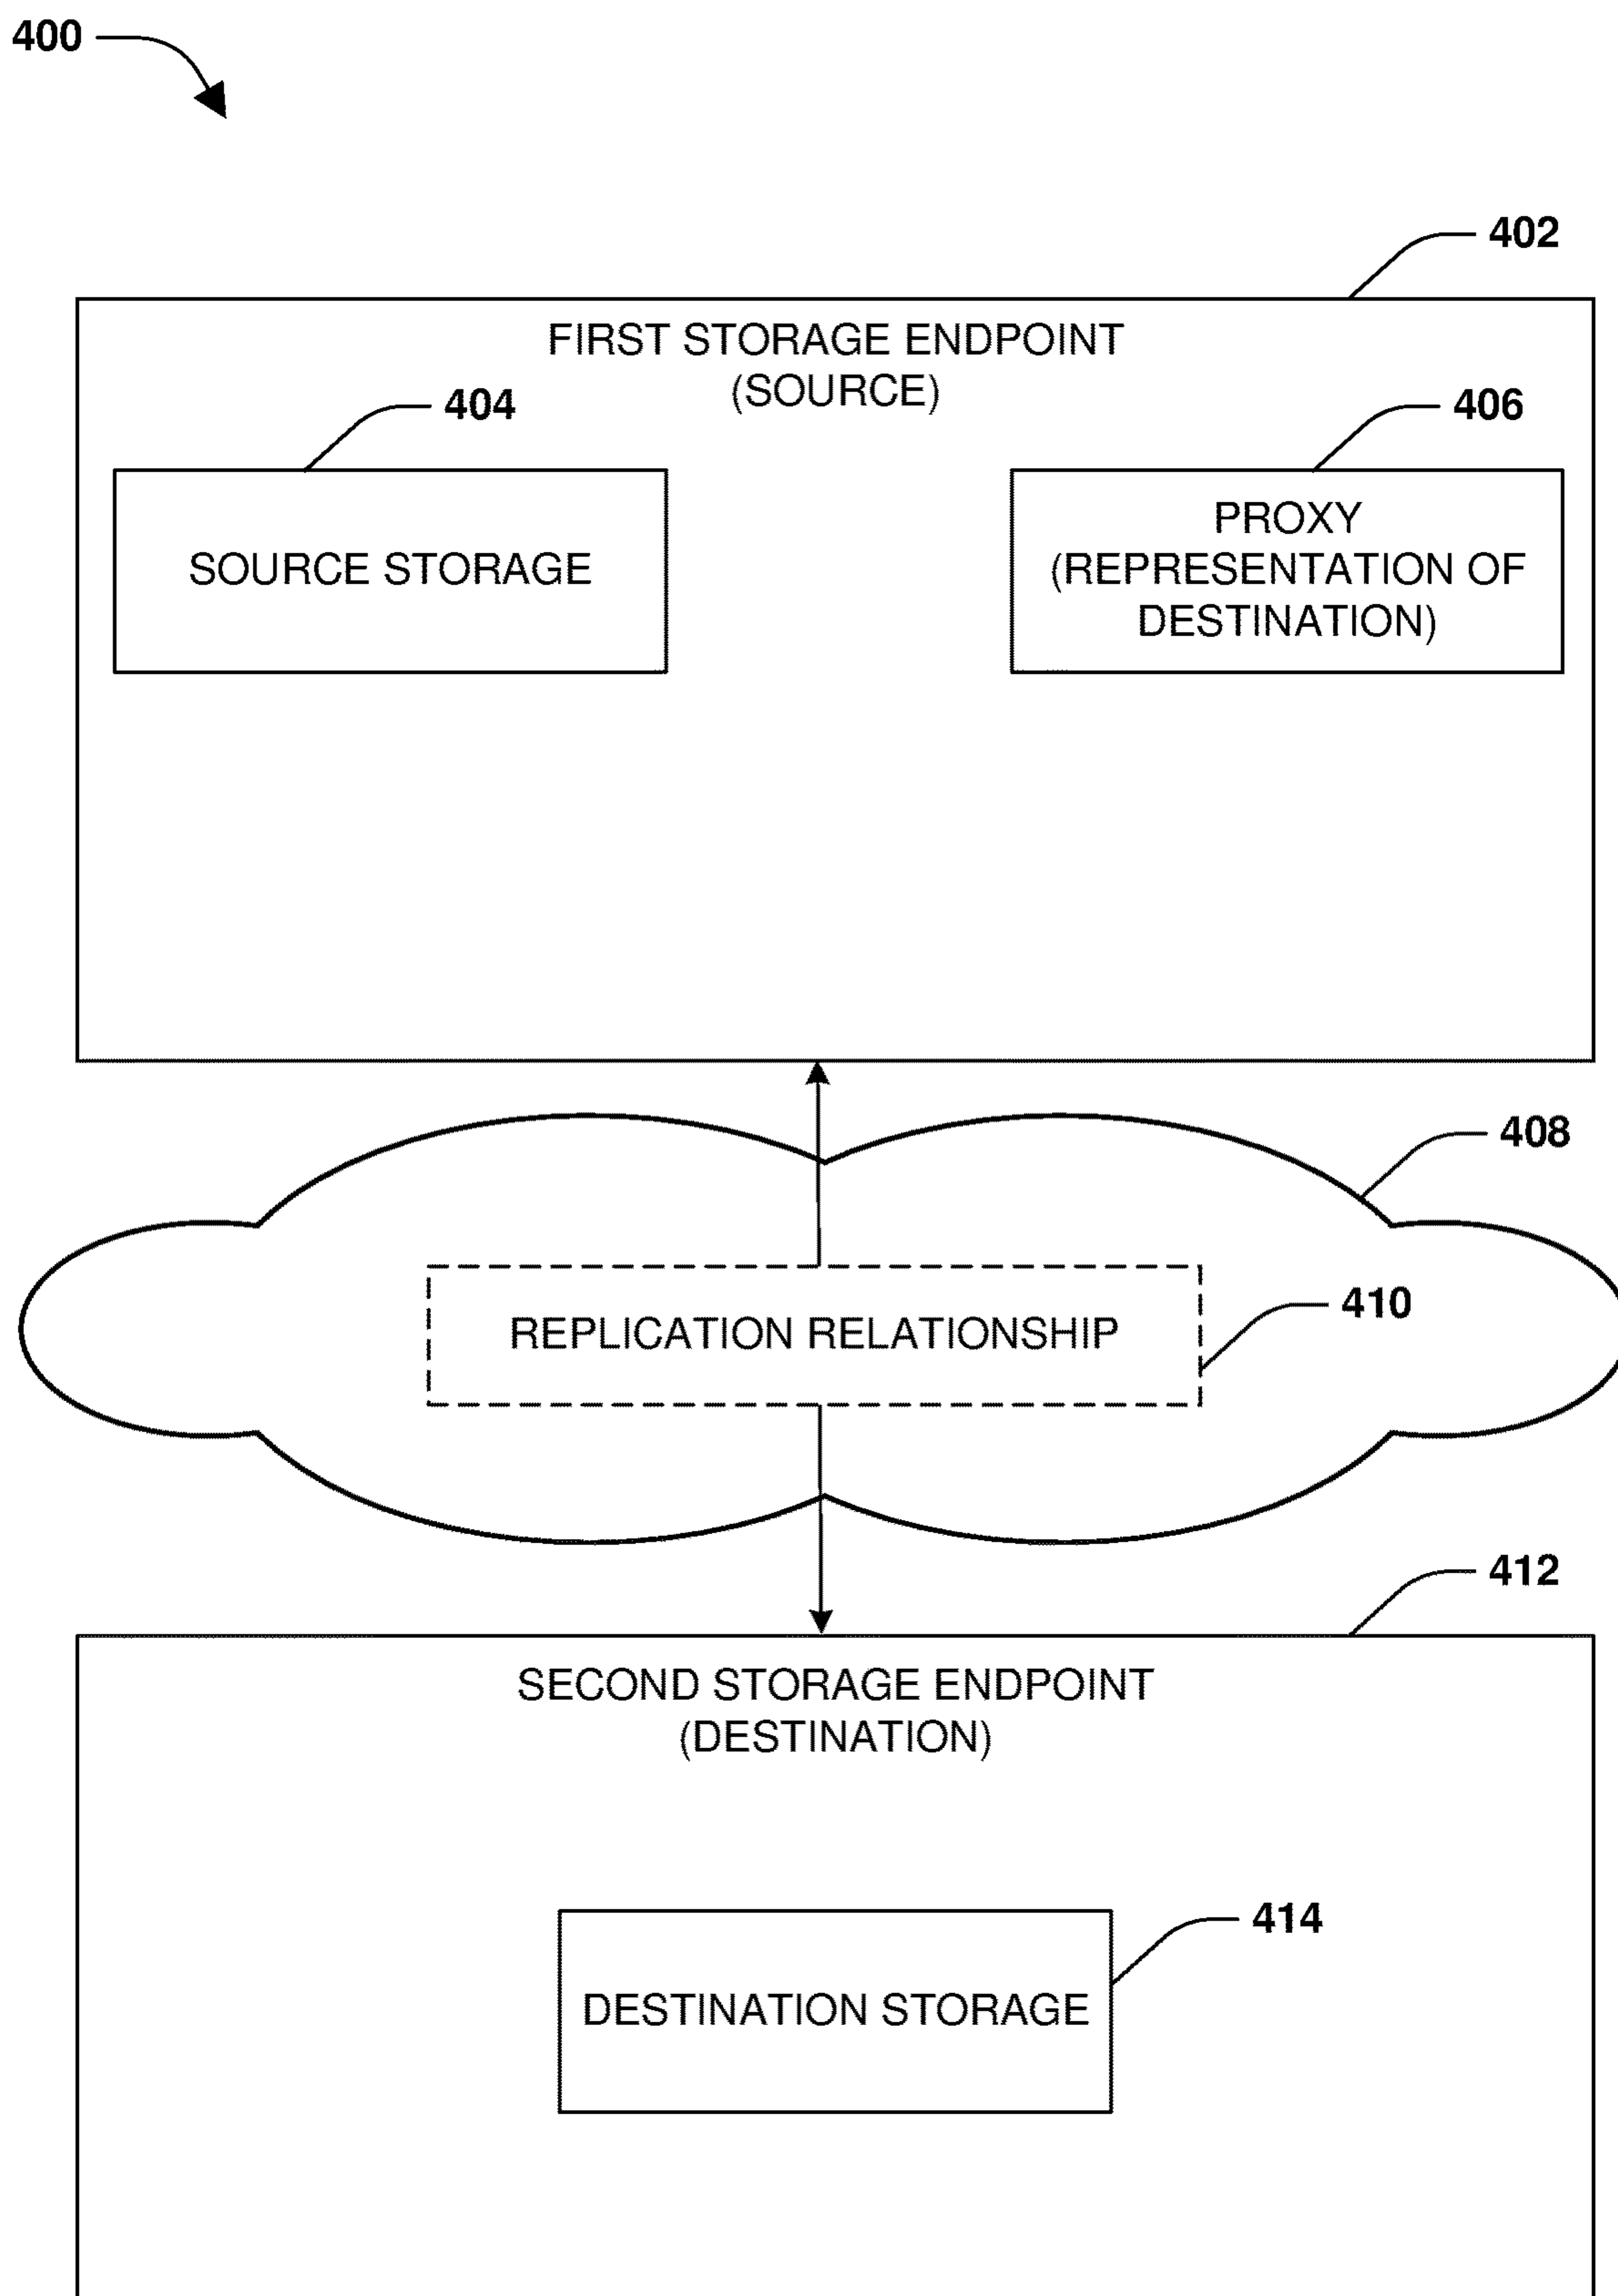 400
402
FIRST STORAGE ENDPOINT
(SOURCE)
404
406
SOURCE STORAGE
PROXY
(REPRESENTATION OF
DESTINATION)
408
REPLICATION RELATIONSHIP
410
412
SECOND STORAGE ENDPOINT
(DESTINATION)
414
DESTINATION STORAGE